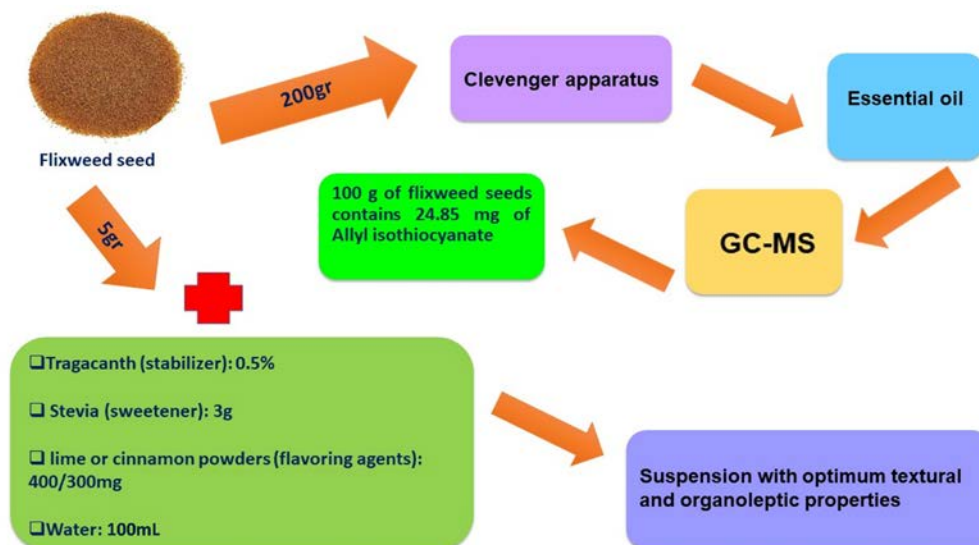 Flixweed seed
200gr
Clevenger apparatus
Essential oil
GC-MS
100 g of flixweed seeds
contains 24.85 mg of
Allyl isothiocyanate
5gr
❑Tragacanth (stabilizer): 0.5%
❑ Stevia (sweetener): 3g
❑ lime or cinnamon powders (flavoring agents):
400/300mg
❑Water: 100mL
Suspension with optimum textural
and organoleptic properties